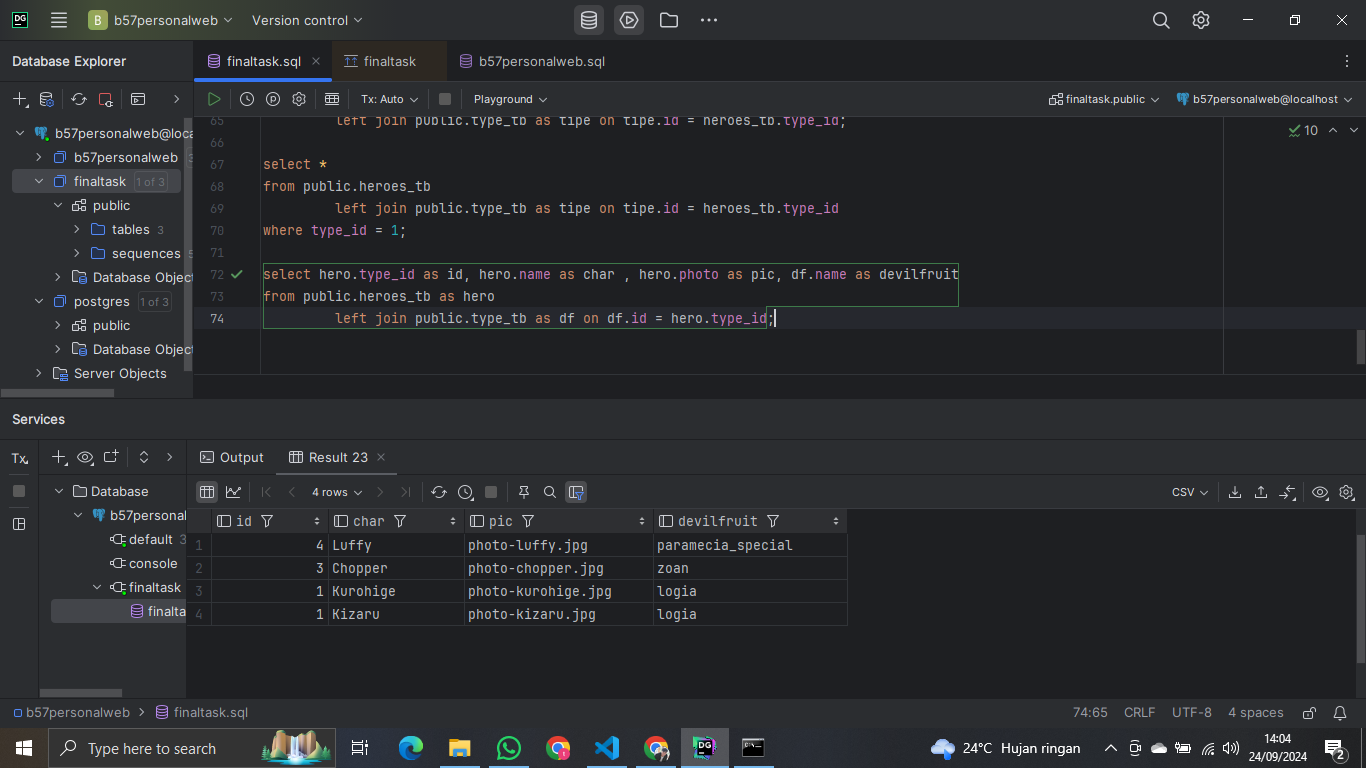 DG
B
b57personalweb
Version control
Database Explorer
finaltask.sql
finaltask
b57personalweb.sql
Tx: Auto
Playground
finaltask.public
b57personalweb@localhost
b57personalweb@loca
b57personalweb
finaltask 1 of 3
public
tables 3
sequences 5
Database Object
postgres 1 of 3
public
Database Object
Server Objects
10
65 left join public.type_tb as tipe on tipe.id = heroes_tb.type_id;
66
67 select *
68 from public.heroes_tb
69 left join public.type_tb as tipe on tipe.id = heroes_tb.type_id
70 where type_id = 1;
71
72 select hero.type_id as id, hero.name as char , hero.photo as pic, df.name as devilfruit
73 from public.heroes_tb as hero
74 left join public.type_tb as df on df.id = hero.type_id;
Services
Tx
Database
b57personal
default 3
console
finaltask
finalta
Output
Result 23
4 rows
CSV
id char pic devilfruit
1 4 Luffy photo-luffy.jpg paramecia_special
2 3 Chopper photo-chopper.jpg zoan
3 1 Kurohige photo-kurohige.jpg logia
4 1 Kizaru photo-kizaru.jpg logia
b57personalweb
finaltask.sql
74:65 CRLF UTF-8 4 spaces
Type here to search
DG
24°C Hujan ringan
14:04
24/09/2024
2